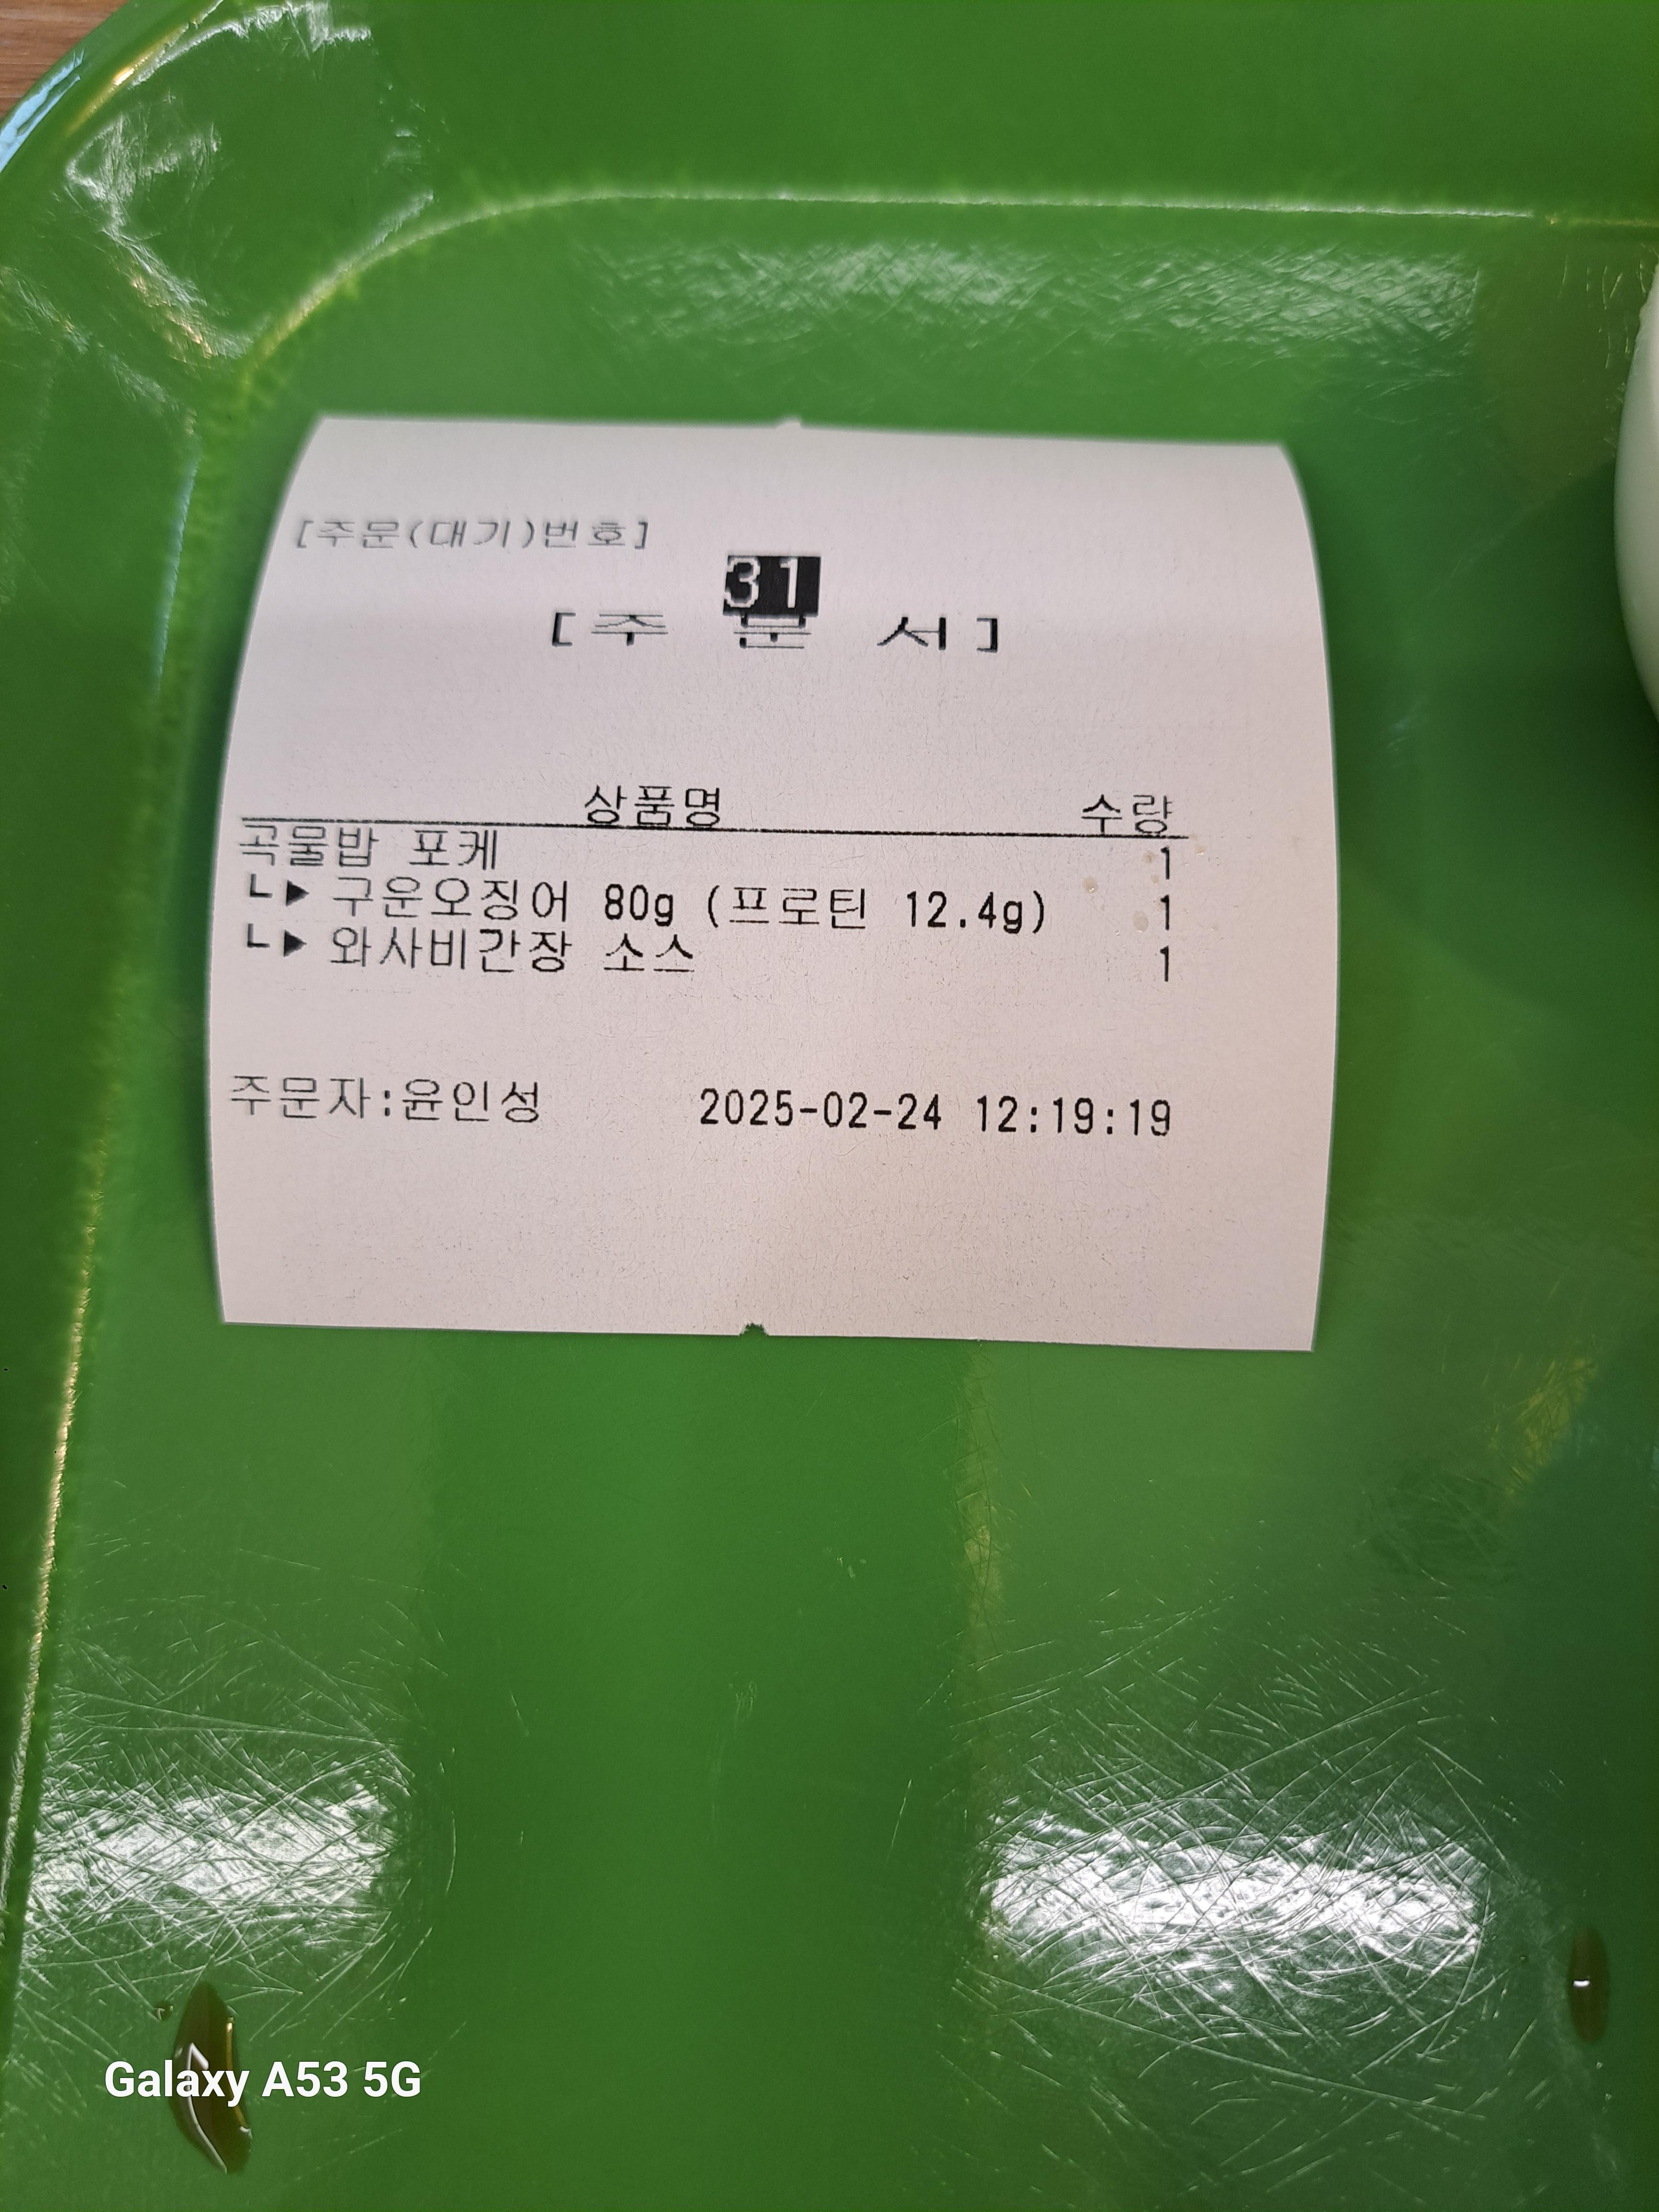 [주문(대기)번호]
31
[주 문 서]
상품명 수량
곡물밥 포케 1
┗▶ 구운오징어 80g (프로틴 12.4g) 1
┗▶ 와사비간장 소스 1
주문자:윤인성 2025-02-24 12:19:19
Galaxy A53 5G